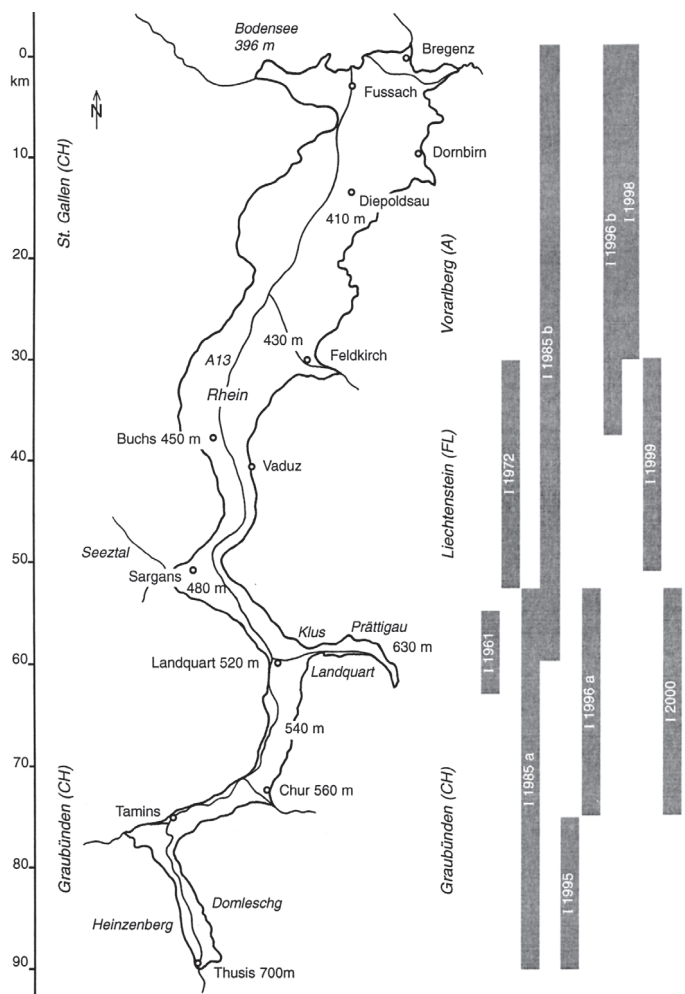 Bodensee
396 m
Bregenz
0
km
N
Fussach
10
Dornbirn
St. Gallen (CH)
Diepoldsau
410 m
I 1998
I 1996 b
20
Vorarlberg (A)
430 m
Feldkirch
30
A13
I 1985 b
Rhein
Buchs 450 m
40
Vaduz
Liechtenstein (FL)
I 1972
I 1999
50
Seeztal
Sargans
480 m
Klus
Prättigau
630 m
60
Landquart 520 m
Landquart
I 1961
I 1996 a
I 2000
540 m
70
I 1985 a
Chur 560 m
Tamins
Graubünden (CH)
Graubünden (CH)
80
Domleschg
Heinzenberg
I 1995
90
Thusis 700m